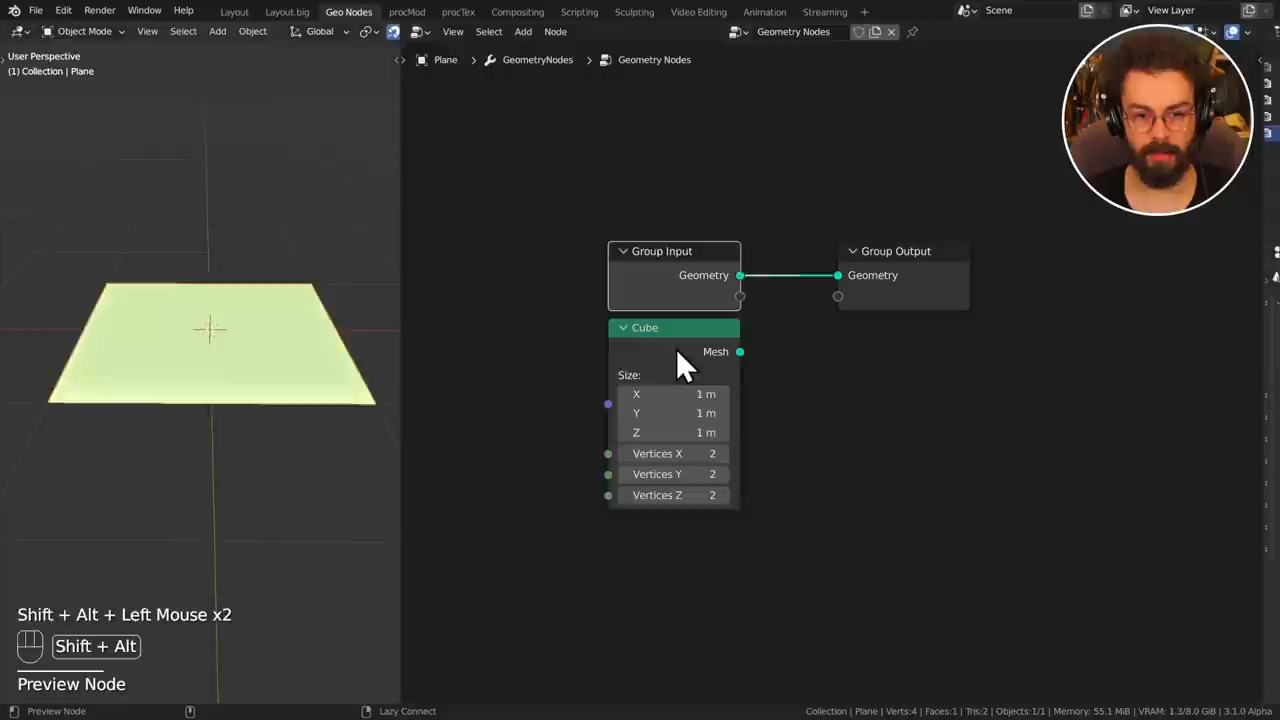 File Edit Render Window Help Layout Layout.big Geo Nodes procMod procTex Compositing Scripting Sculpting Video Editing Animation Streaming + Scene View Layer
Object Mode View Select Add Object Global View Select Add Node Geometry Nodes
User Perspective
(1) Collection | Plane
Plane GeometryNodes Geometry Nodes
Group Input
Geometry
Group Output
Geometry
Cube
Mesh
Size:
X 1 m
Y 1 m
Z 1 m
Vertices X 2
Vertices Y 2
Vertices Z 2
Shift + Alt + Left Mouse x2
Shift + Alt
Preview Node
Preview Node Lazy Connect Collection | Plane | Verts:4 | Faces:1 | Tris:2 | Objects:1/1 | Memory: 55.1 MiB | VRAM: 1.3/8.0 GiB | 3.1.0 Alpha